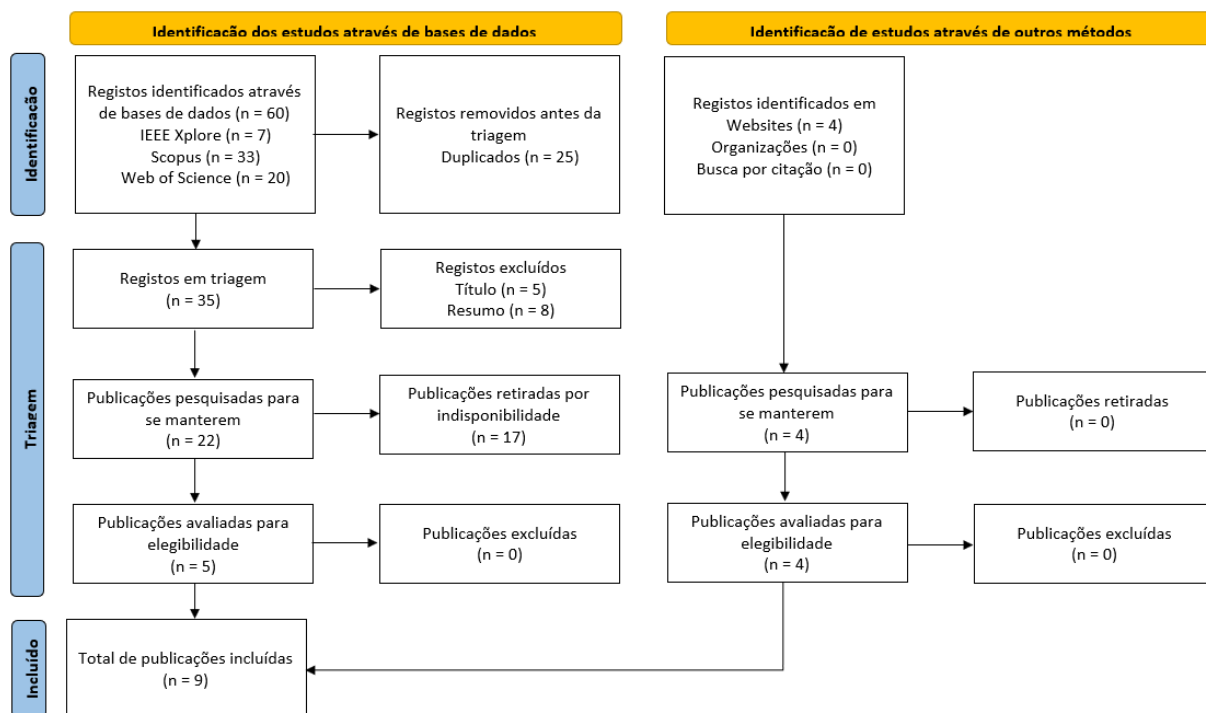 Identificação dos estudos através de bases de dados
Identificação de estudos através de outros métodos
Identificação
Registos identificados através
de bases de dados (n = 60)
IEEE Xplore (n = 7)
Scopus (n = 33)
Web of Science (n = 20)
Registos removidos antes da
triagem
Duplicados (n = 25)
Registos identificados em
Websites (n = 4)
Organizações (n = 0)
Busca por citação (n = 0)
Triagem
Registos em triagem
(n = 35)
Registos excluídos
Título (n = 5)
Resumo (n = 8)
Publicações pesquisadas para
se manterem
(n = 22)
Publicações retiradas por
indisponibilidade
(n = 17)
Publicações pesquisadas para
se manterem
(n = 4)
Publicações retiradas
(n = 0)
Publicações avaliadas para
elegibilidade
(n = 5)
Publicações excluídas
(n = 0)
Publicações avaliadas para
elegibilidade
(n = 4)
Publicações excluídas
(n = 0)
Incluído
Total de publicações incluídas
(n = 9)